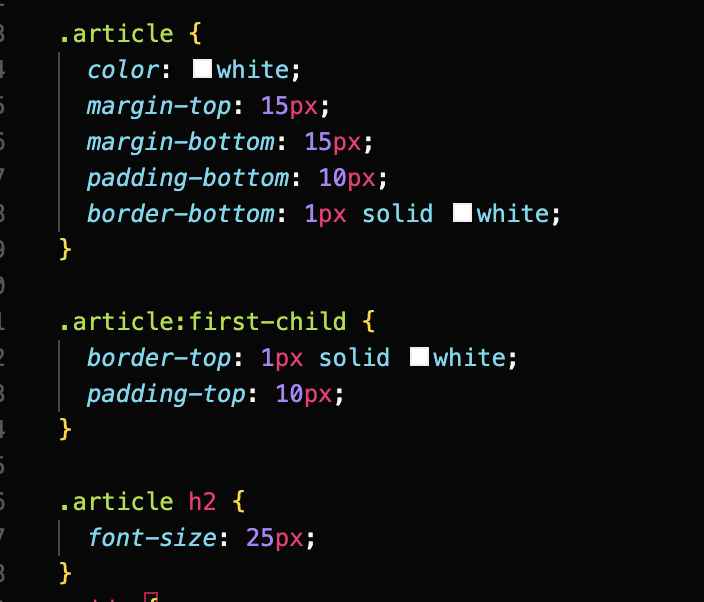 .article {
color: white;
margin-top: 15px;
margin-bottom: 15px;
padding-bottom: 10px;
border-bottom: 1px solid white;
}
.article:first-child {
border-top: 1px solid white;
padding-top: 10px;
}
.article h2 {
font-size: 25px;
}